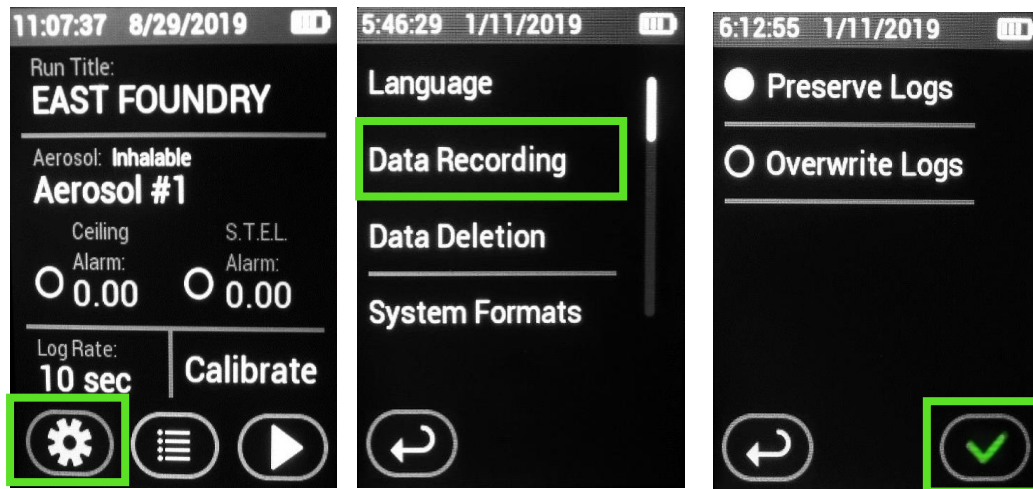 11:07:37 8/29/2019
Run Title:
EAST FOUNDRY
Aerosol: Inhalable
Aerosol #1
Ceiling
Alarm:
0.00
S.T.E.L.
Alarm:
0.00
Log Rate:
10 sec
Calibrate
5:46:29 1/11/2019
Language
Data Recording
Data Deletion
System Formats
6:12:55 1/11/2019
Preserve Logs
Overwrite Logs